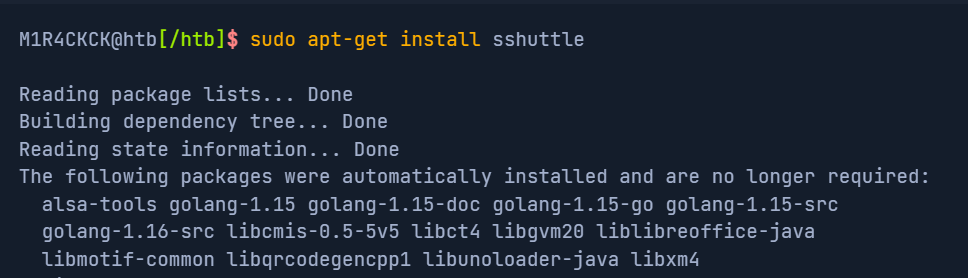 M1R4CKCK@htb[/htb]$ sudo apt-get install sshuttle
Reading package lists... Done
Building dependency tree... Done
Reading state information... Done
The following packages were automatically installed and are no longer required:
alsa-tools golang-1.15 golang-1.15-doc golang-1.15-go golang-1.15-src
golang-1.16-src libcmis-0.5-5v5 libct4 libgvm20 liblibreoffice-java
libmotif-common libqrcodegencpp1 libunoloader-java libxm4